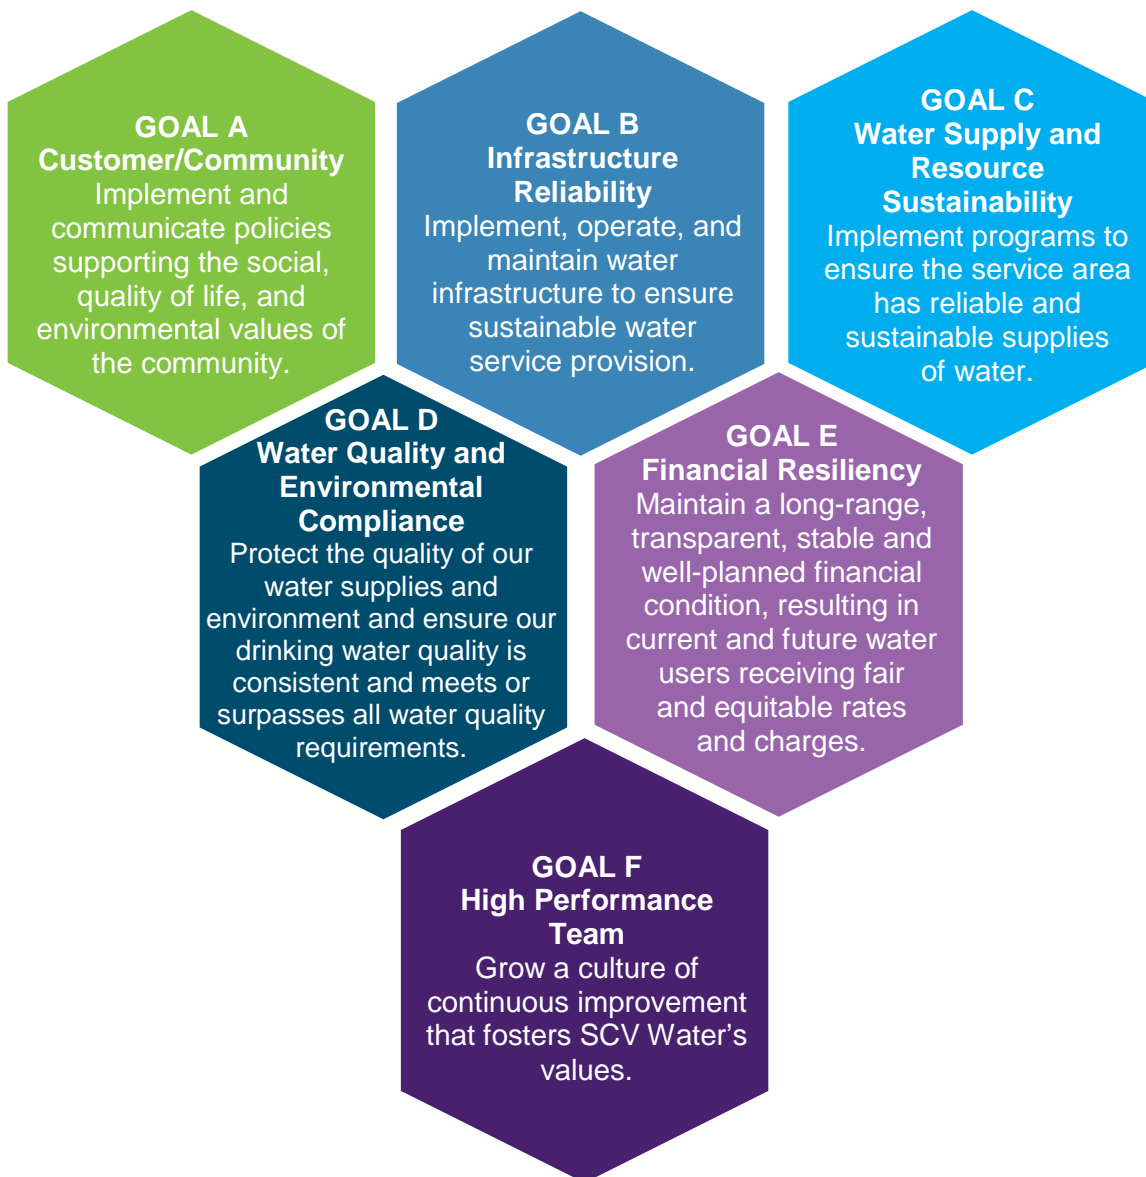 GOAL A
Customer/Community
Implement and
communicate policies
supporting the social,
quality of life, and
environmental values of
the community.
GOAL B
Infrastructure
Reliability
Implement, operate, and
maintain water
infrastructure to ensure
sustainable water
service provision.
GOAL C
Water Supply and
Resource
Sustainability
Implement programs to
ensure the service area
has reliable and
sustainable supplies
of water.
GOAL D
Water Quality and
Environmental
Compliance
Protect the quality of our
water supplies and
environment and ensure our
drinking water quality is
consistent and meets or
surpasses all water quality
requirements.
GOAL E
Financial Resiliency
Maintain a long-range,
transparent, stable and
well-planned financial
condition, resulting in
current and future water
users receiving fair
and equitable rates
and charges.
GOAL F
High Performance
Team
Grow a culture of
continuous improvement
that fosters SCV Water’s
values.